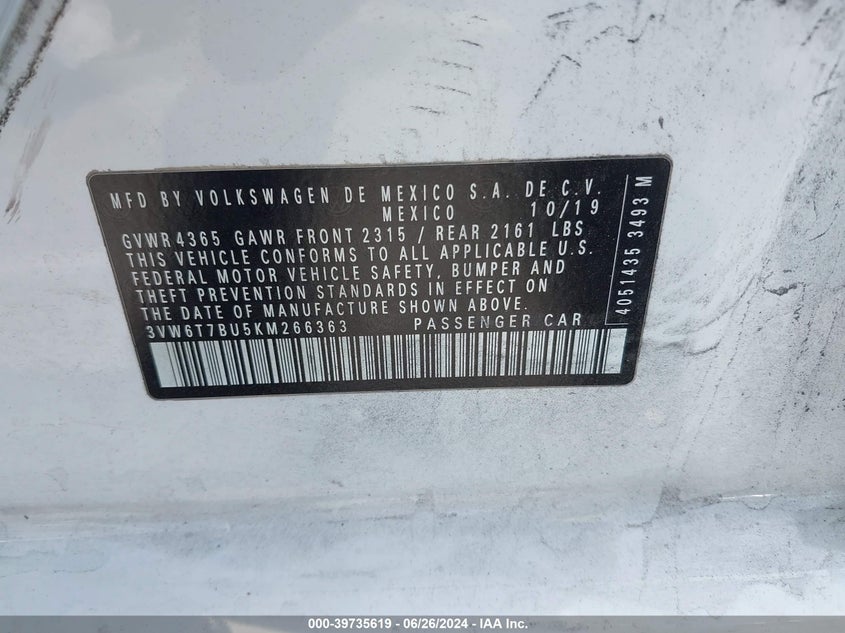 MFD BY VOLKSWAGEN DE MEXICO S.A. DE C.V.
MEXICO 10/19
GVWR 4365 GAWR FRONT 2315 / REAR 2161 LBS
THIS VEHICLE CONFORMS TO ALL APPLICABLE U.S.
FEDERAL MOTOR VEHICLE SAFETY, BUMPER AND
THEFT PREVENTION STANDARDS IN EFFECT ON
THE DATE OF MANUFACTURE SHOWN ABOVE.
3VW6T7BU5KM266363 PASSENGER CAR
4051435 3493 M
000-39735619 - 06/26/2024 - IAA Inc.